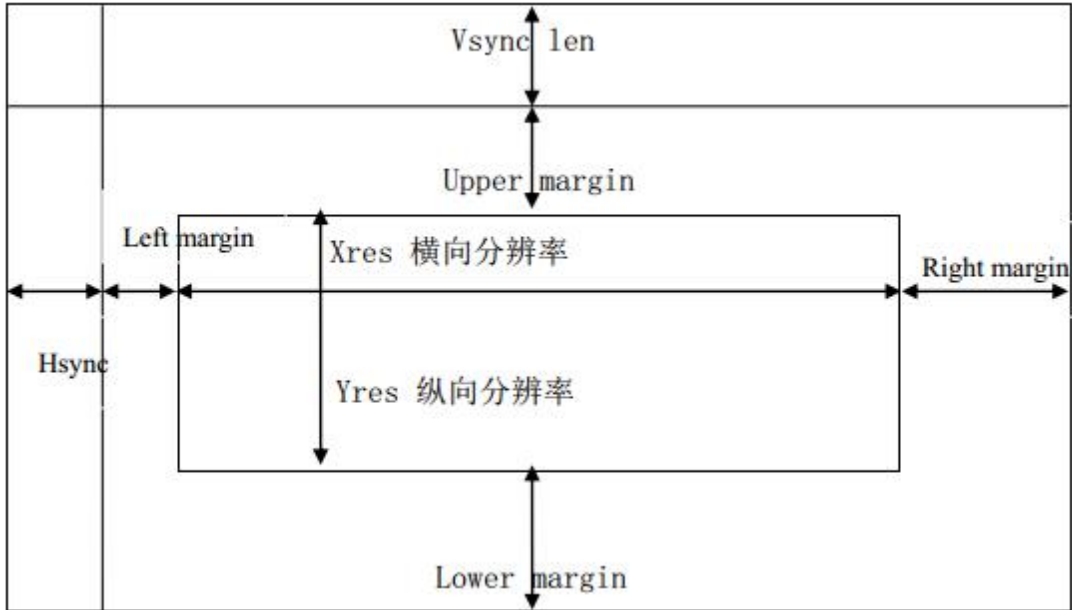 Vsync len
Upper margin
Left margin
Xres 横向分辨率
Right margin
Hsync
Yres 纵向分辨率
Lower margin